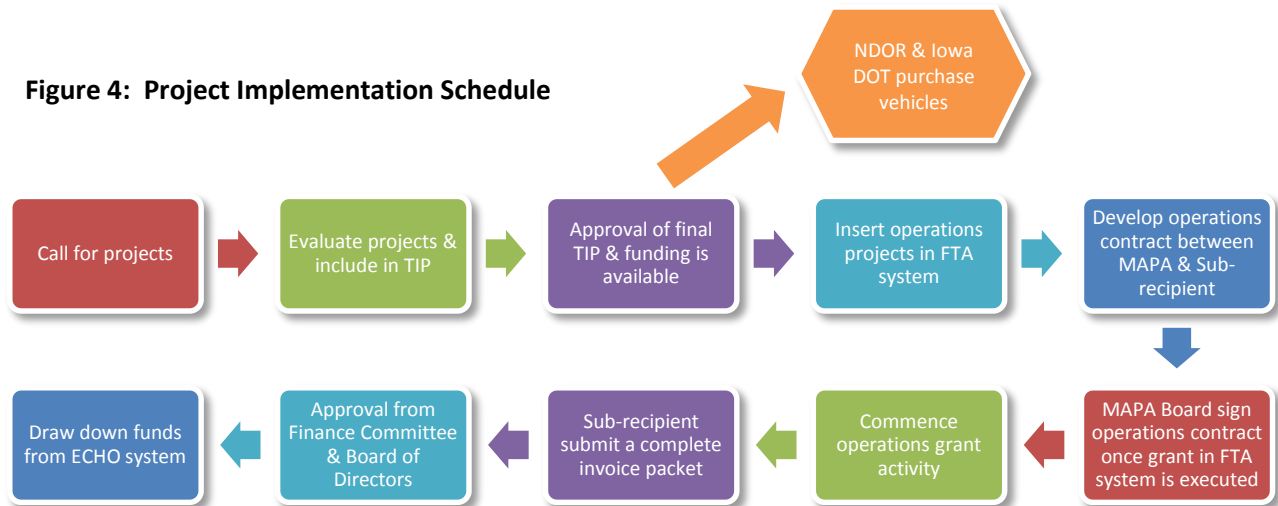 NDOR & Iowa
DOT purchase
vehicles
Figure 4: Project Implementation Schedule
Call for projects
Evaluate projects &
include in TIP
Approval of final
TIP & funding is
available
Insert operations
projects in FTA
system
Develop operations
contract between
MAPA & Sub-
recipient
MAPA Board sign
operations contract
once grant in FTA
system is executed
Commence
operations grant
activity
Sub-recipient
submit a complete
invoice packet
Approval from
Finance Committee
& Board of
Directors
Draw down funds
from ECHO system